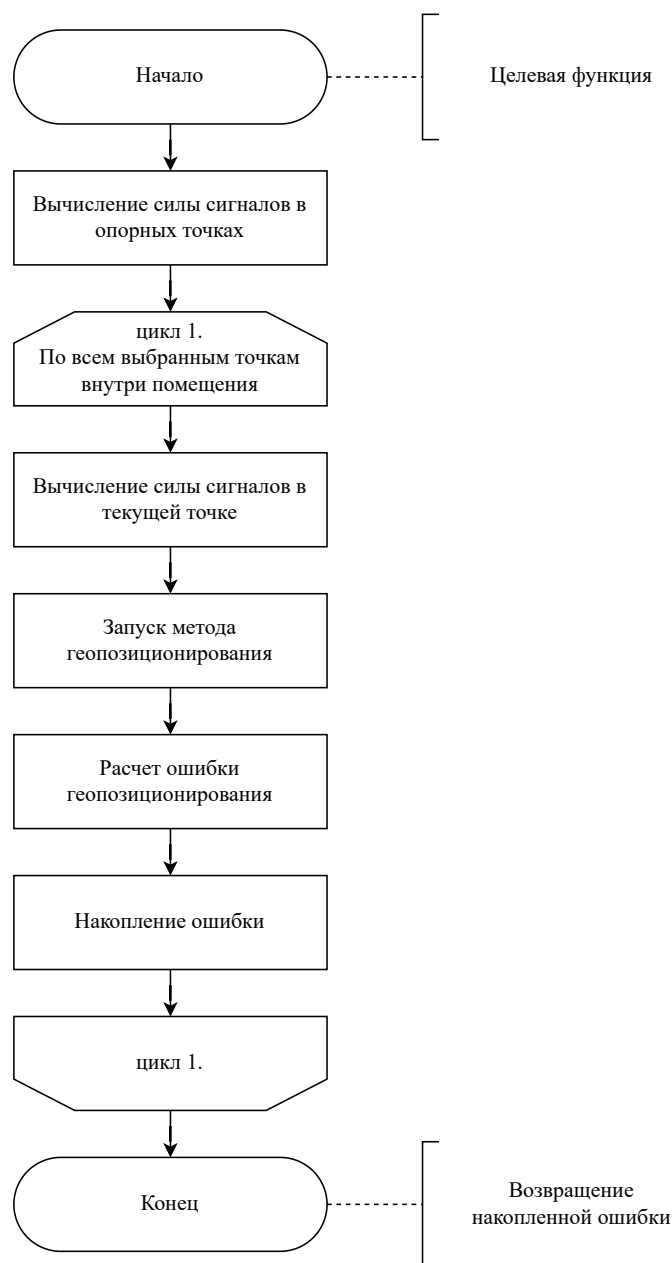 Начало
Целевая функция
Вычисление силы сигналов в
опорных точках
цикл 1.
По всем выбранным точкам
внутри помещения
Вычисление силы сигналов в
текущей точке
Запуск метода
геопозиционирования
Расчет ошибки
геопозиционирования
Накопление ошибки
цикл 1.
Конец
Возвращение
накопленной ошибки